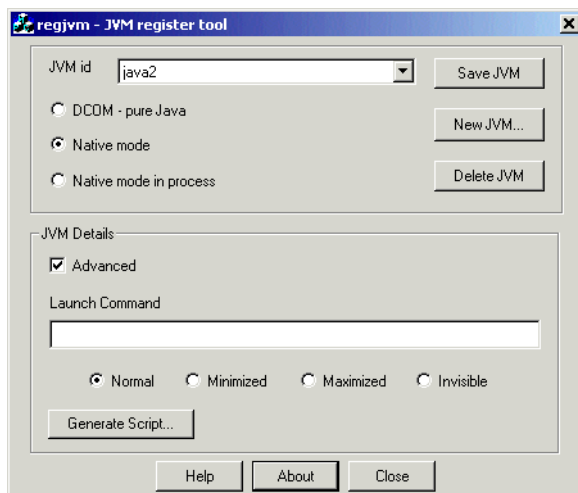 regjvm - JVM register tool
JVM id
java2
Save JVM
DCOM - pure Java
New JVM...
Native mode
Native mode in process
Delete JVM
JVM Details
Advanced
Launch Command
Normal Minimized Maximized Invisible
Generate Script...
Help About Close